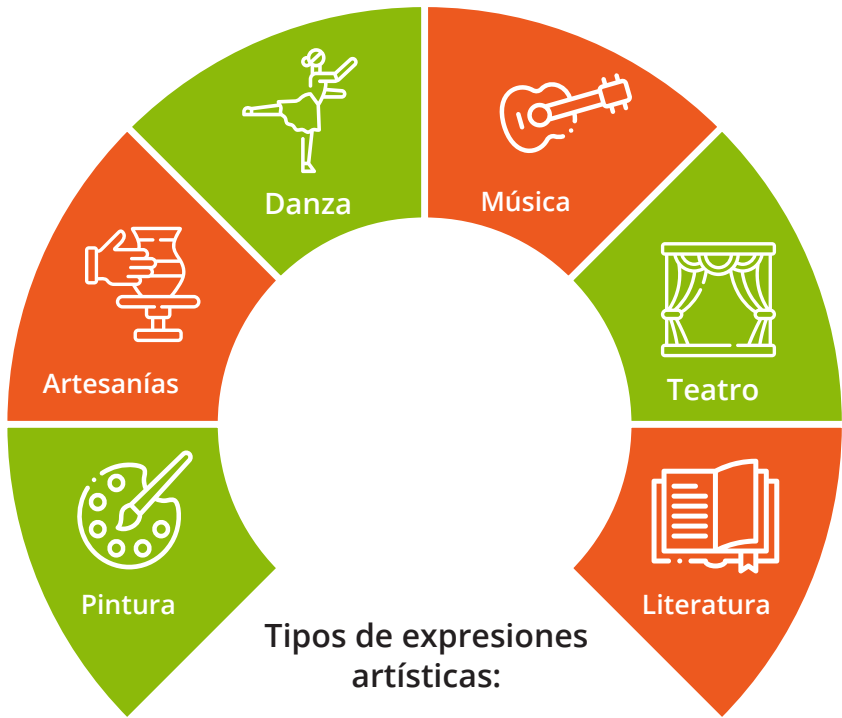 Danza
Música
Artesanías
Teatro
Pintura
Literatura
Tipos de expresiones
artísticas: